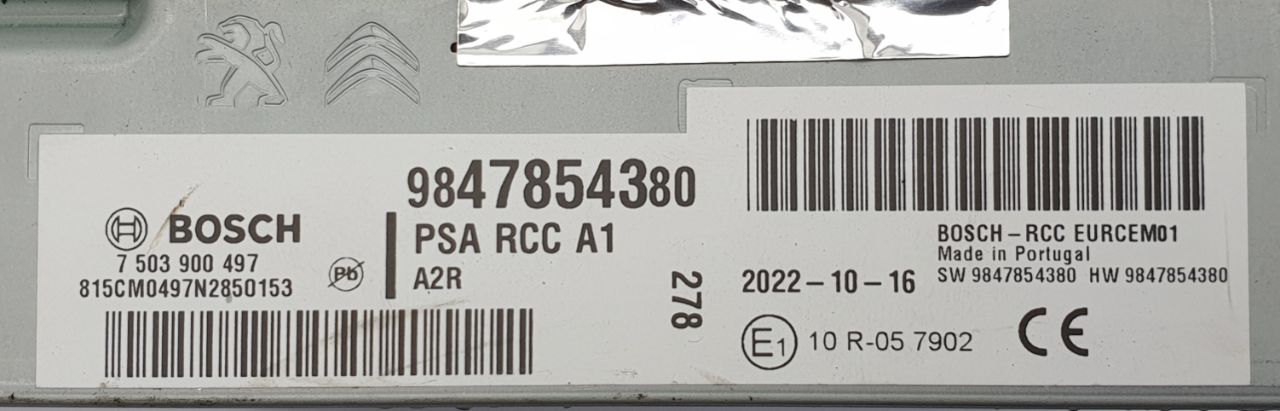 BOSCH
7 503 900 497
815CM0497N2850153
Pb
9847854380
PSA RCC A1
A2R
278
BOSCH-RCC EURCEM01
Made in Portugal
2022-10-16
SW 9847854380 HW 9847854380
E1 10 R-05 7902
CE